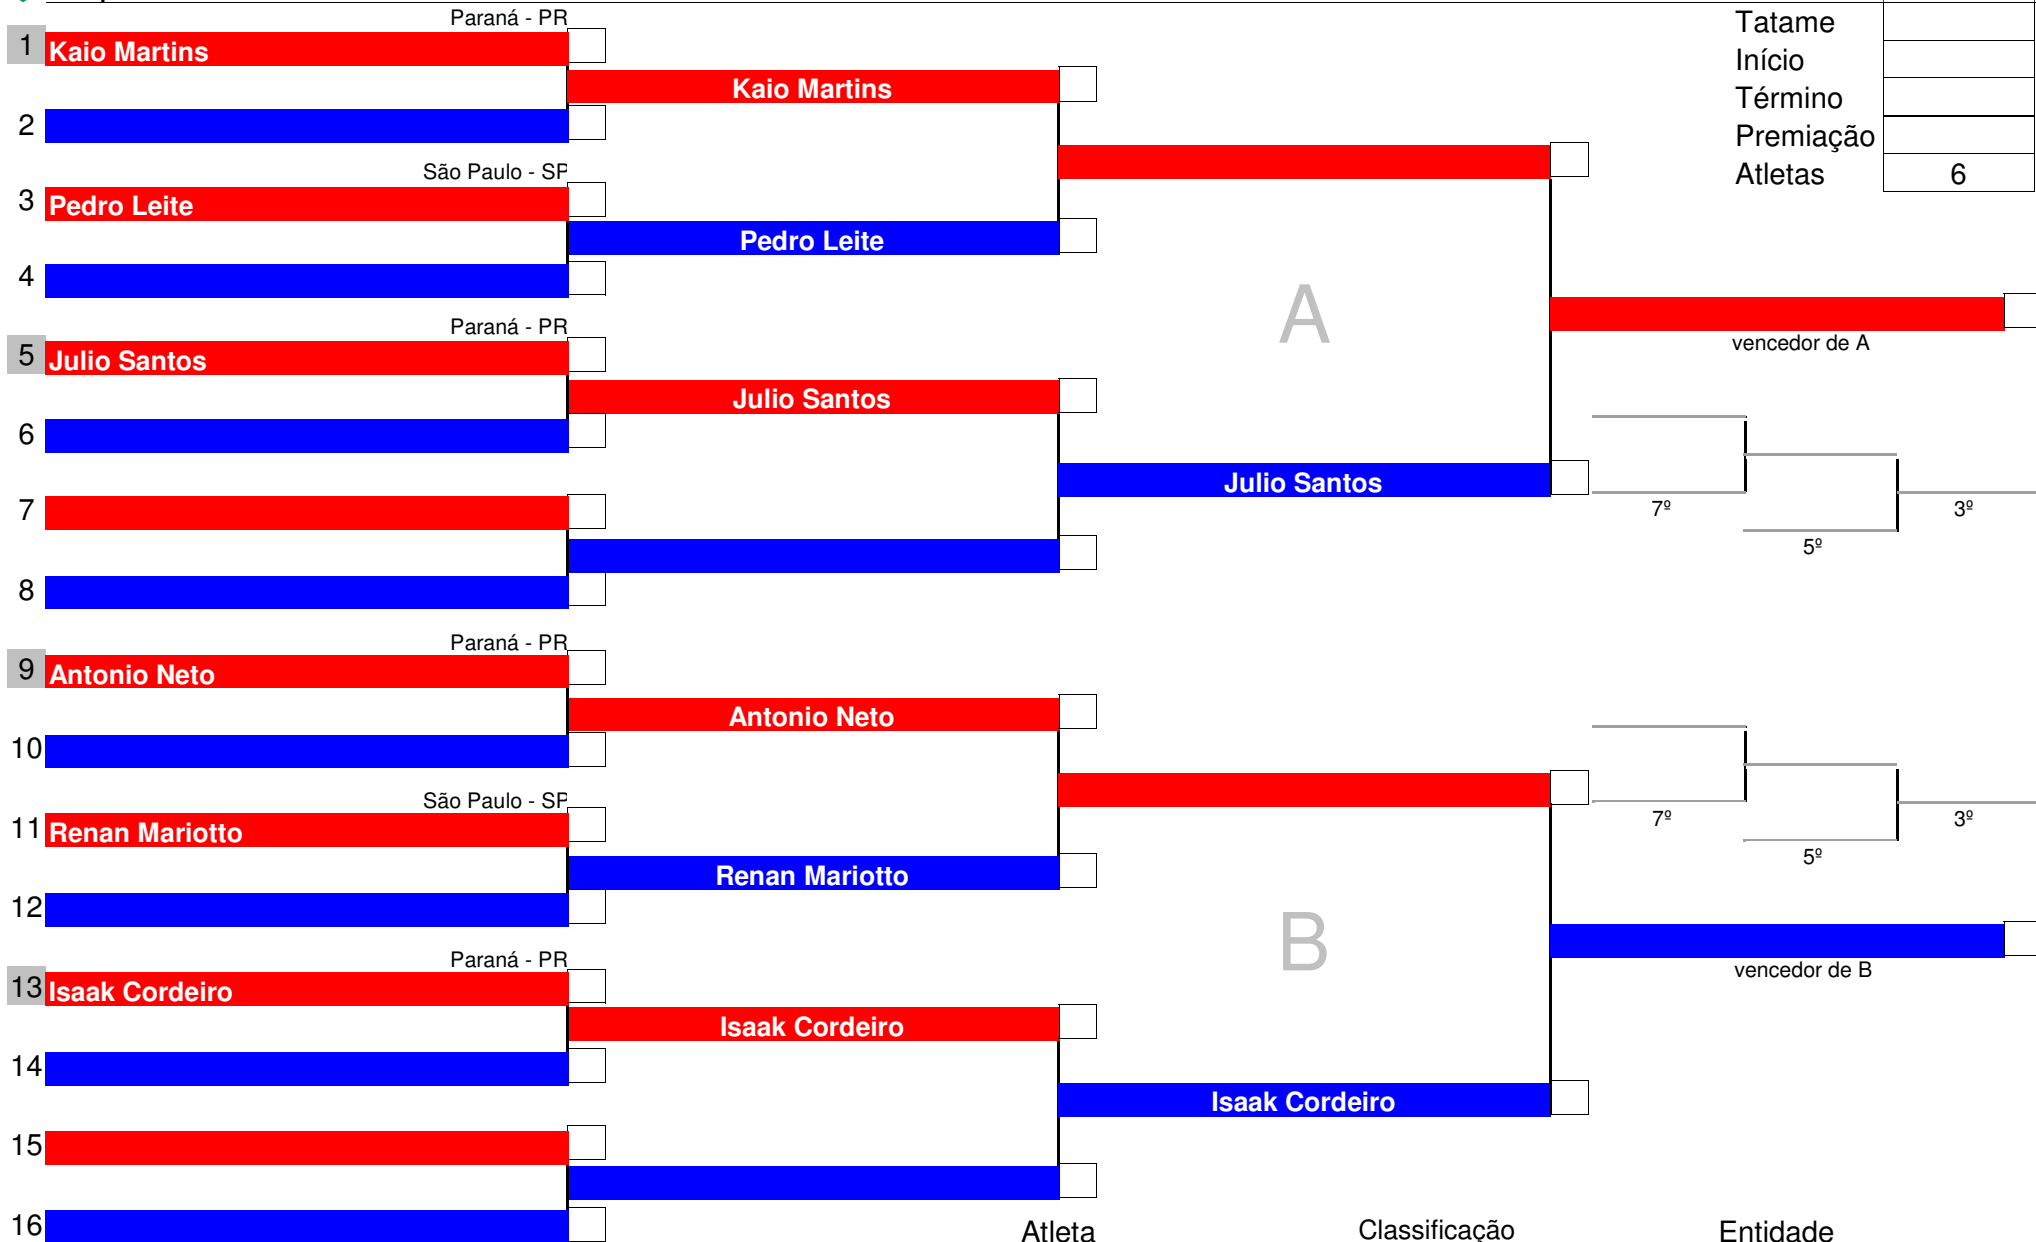 Paraná - PR
Tatame
1 Kaio Martins
Início
Kaio Martins
Término
2
Premiação
São Paulo - SP
Atletas 6
3 Pedro Leite
Pedro Leite
4
A
Paraná - PR
vencedor de A
5 Julio Santos
Julio Santos
6
Julio Santos
7
7º 3º
5º
8
Paraná - PR
9 Antonio Neto
Antonio Neto
10
São Paulo - SP
7º 3º
11 Renan Mariotto
5º
Renan Mariotto
12
B
Paraná - PR
vencedor de B
13 Isaak Cordeiro
Isaak Cordeiro
14
Isaak Cordeiro
15
16
Atleta Classificação Entidade